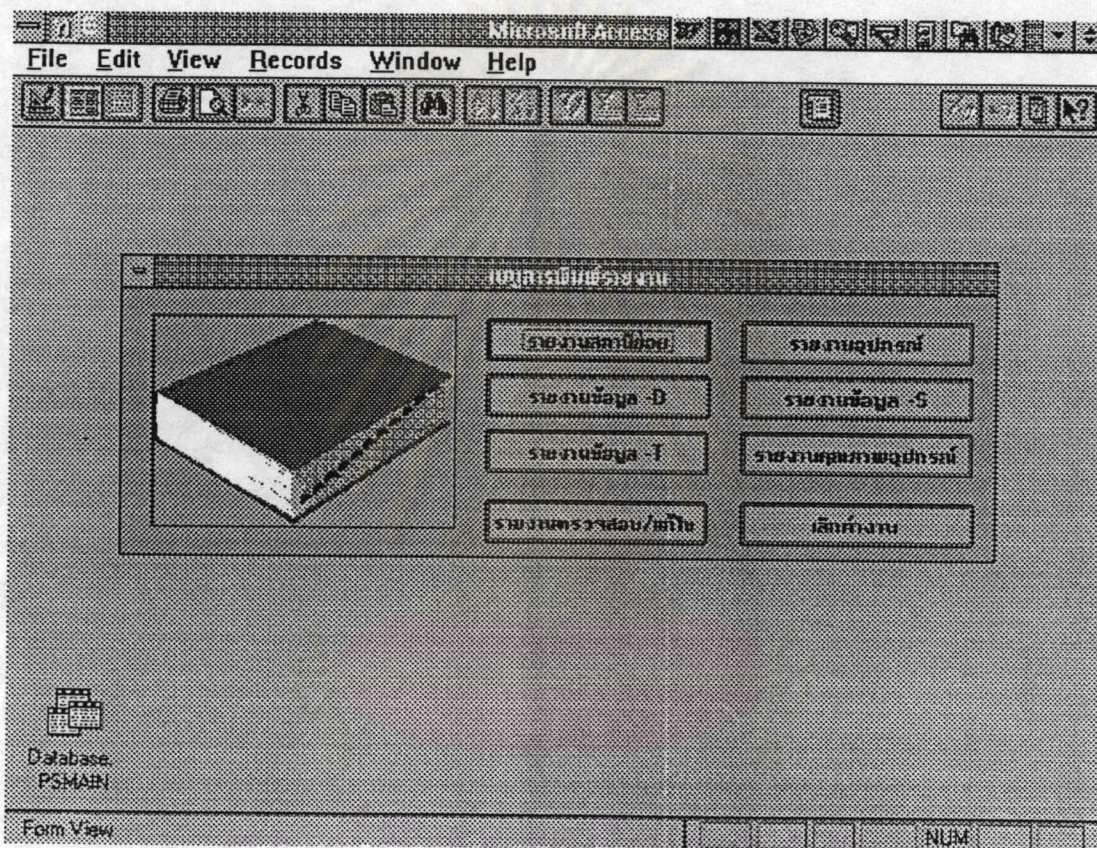 Microsoft Access
File Edit View Records Window Help
เมนูการพิมพ์รายงาน
รายงานสถานีย่อย
รายงานอุปกรณ์
รายงานข้อมูล -D
รายงานข้อมูล -S
รายงานข้อมูล -T
รายงานคุณภาพอุปกรณ์
รายงานตรวจสอบ/แก้ไข
เลิกทำงาน
Database:
PSMAIN
Form View
NUM